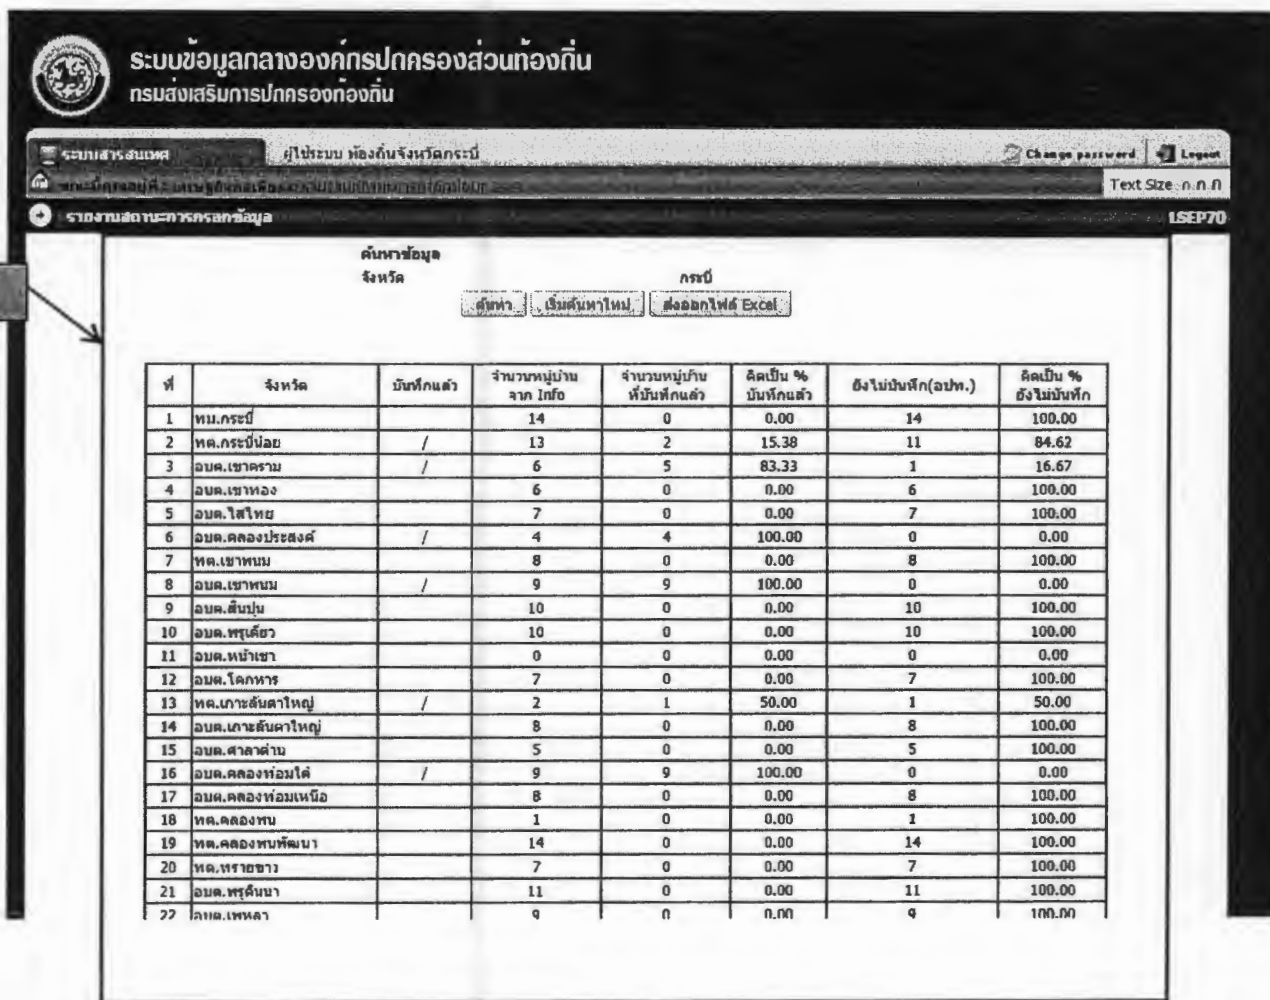 ระบบข้อมูลกลางองค์กรปกครองส่วนท้องถิ่น
กรมส่งเสริมการปกครองท้องถิ่น
ระบบสารสนเทศ ผู้ใช้ระบบ ท้องถิ่นจังหวัดกระบี่ Change password Logout
Text Size ก ก ก
รายงานสถานะการกรอกข้อมูล LSEP70
ค้นหาข้อมูล
จังหวัด กระบี่
ค้นหา เริ่มค้นหาใหม่ ส่งออกไฟล์ Excel
ที่ จังหวัด บันทึกแล้ว จำนวนหมู่บ้าน จาก Info จำนวนหมู่บ้าน ที่บันทึกแล้ว คิดเป็น % บันทึกแล้ว ยังไม่บันทึก(อปท.) คิดเป็น % ยังไม่บันทึก
1 ทม.กระบี่ 14 0 0.00 14 100.00
2 ทต.กระบี่น้อย / 13 2 15.38 11 84.62
3 อบต.เขาคราม / 6 5 83.33 1 16.67
4 อบต.เขาทอง 6 0 0.00 6 100.00
5 อบต.ไสไทย 7 0 0.00 7 100.00
6 อบต.คลองประสงค์ / 4 4 100.00 0 0.00
7 ทต.เขาพนม 8 0 0.00 8 100.00
8 อบต.เขาพนม / 9 9 100.00 0 0.00
9 อบต.สินปุน 10 0 0.00 10 100.00
10 อบต.พรุเตียว 10 0 0.00 10 100.00
11 อบต.หน้าเขา 0 0 0.00 0 0.00
12 อบต.โคกหาร 7 0 0.00 7 100.00
13 ทต.เกาะลันตาใหญ่ / 2 1 50.00 1 50.00
14 อบต.เกาะลันตาใหญ่ 8 0 0.00 8 100.00
15 อบต.ศาลาด่าน 5 0 0.00 5 100.00
16 อบต.คลองท่อมใต้ / 9 9 100.00 0 0.00
17 อบต.คลองท่อมเหนือ 8 0 0.00 8 100.00
18 ทต.คลองพน 1 0 0.00 1 100.00
19 ทต.คลองพนพัฒนา 14 0 0.00 14 100.00
20 ทต.ทรายขาว 7 0 0.00 7 100.00
21 อบต.พรุดินนา 11 0 0.00 11 100.00
22 อบต.เพหลา 9 0 0.00 9 100.00